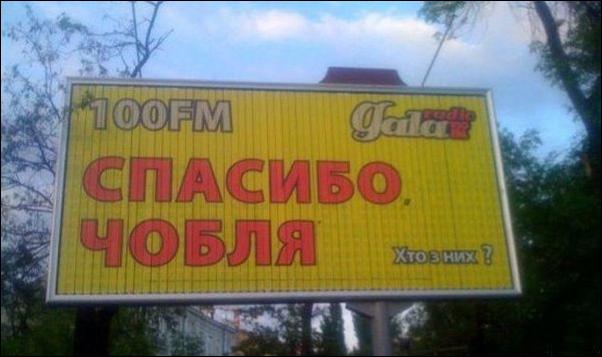 100FM
gala radio
СПАСИБО,
ЧОБЛЯ
Хто з них ?